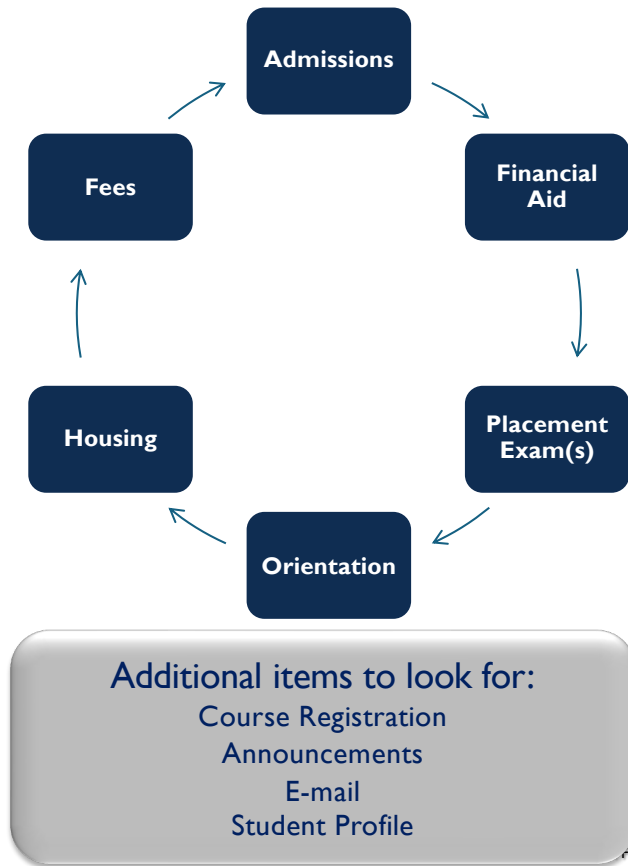 Admissions
Financial
Aid
Placement
Exam(s)
Orientation
Housing
Fees
Additional items to look for:
Course Registration
Announcements
E-mail
Student Profile